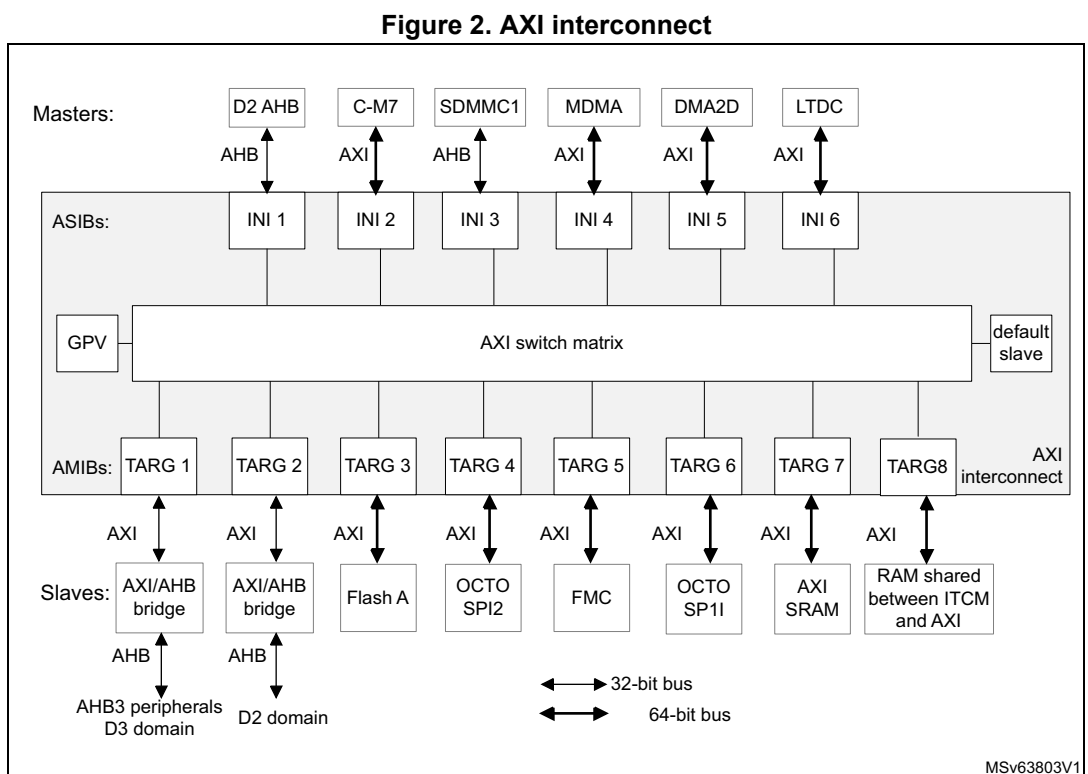 Figure 2. AXI interconnect
Masters:
D2 AHB
C-M7
SDMMC1
MDMA
DMA2D
LTDC
AHB
AXI
AHB
AXI
AXI
AXI
ASIBs:
INI 1
INI 2
INI 3
INI 4
INI 5
INI 6
GPV
AXI switch matrix
default
slave
AMIBs:
TARG 1
TARG 2
TARG 3
TARG 4
TARG 5
TARG 6
TARG 7
TARG8
AXI
interconnect
AXI
AXI
AXI
AXI
AXI
AXI
AXI
AXI
Slaves:
AXI/AHB
bridge
AXI/AHB
bridge
Flash A
OCTO
SPI2
FMC
OCTO
SP1I
AXI
SRAM
RAM shared
between ITCM
and AXI
AHB
AHB
AHB3 peripherals
D3 domain
D2 domain
32-bit bus
64-bit bus
MSv63803V1